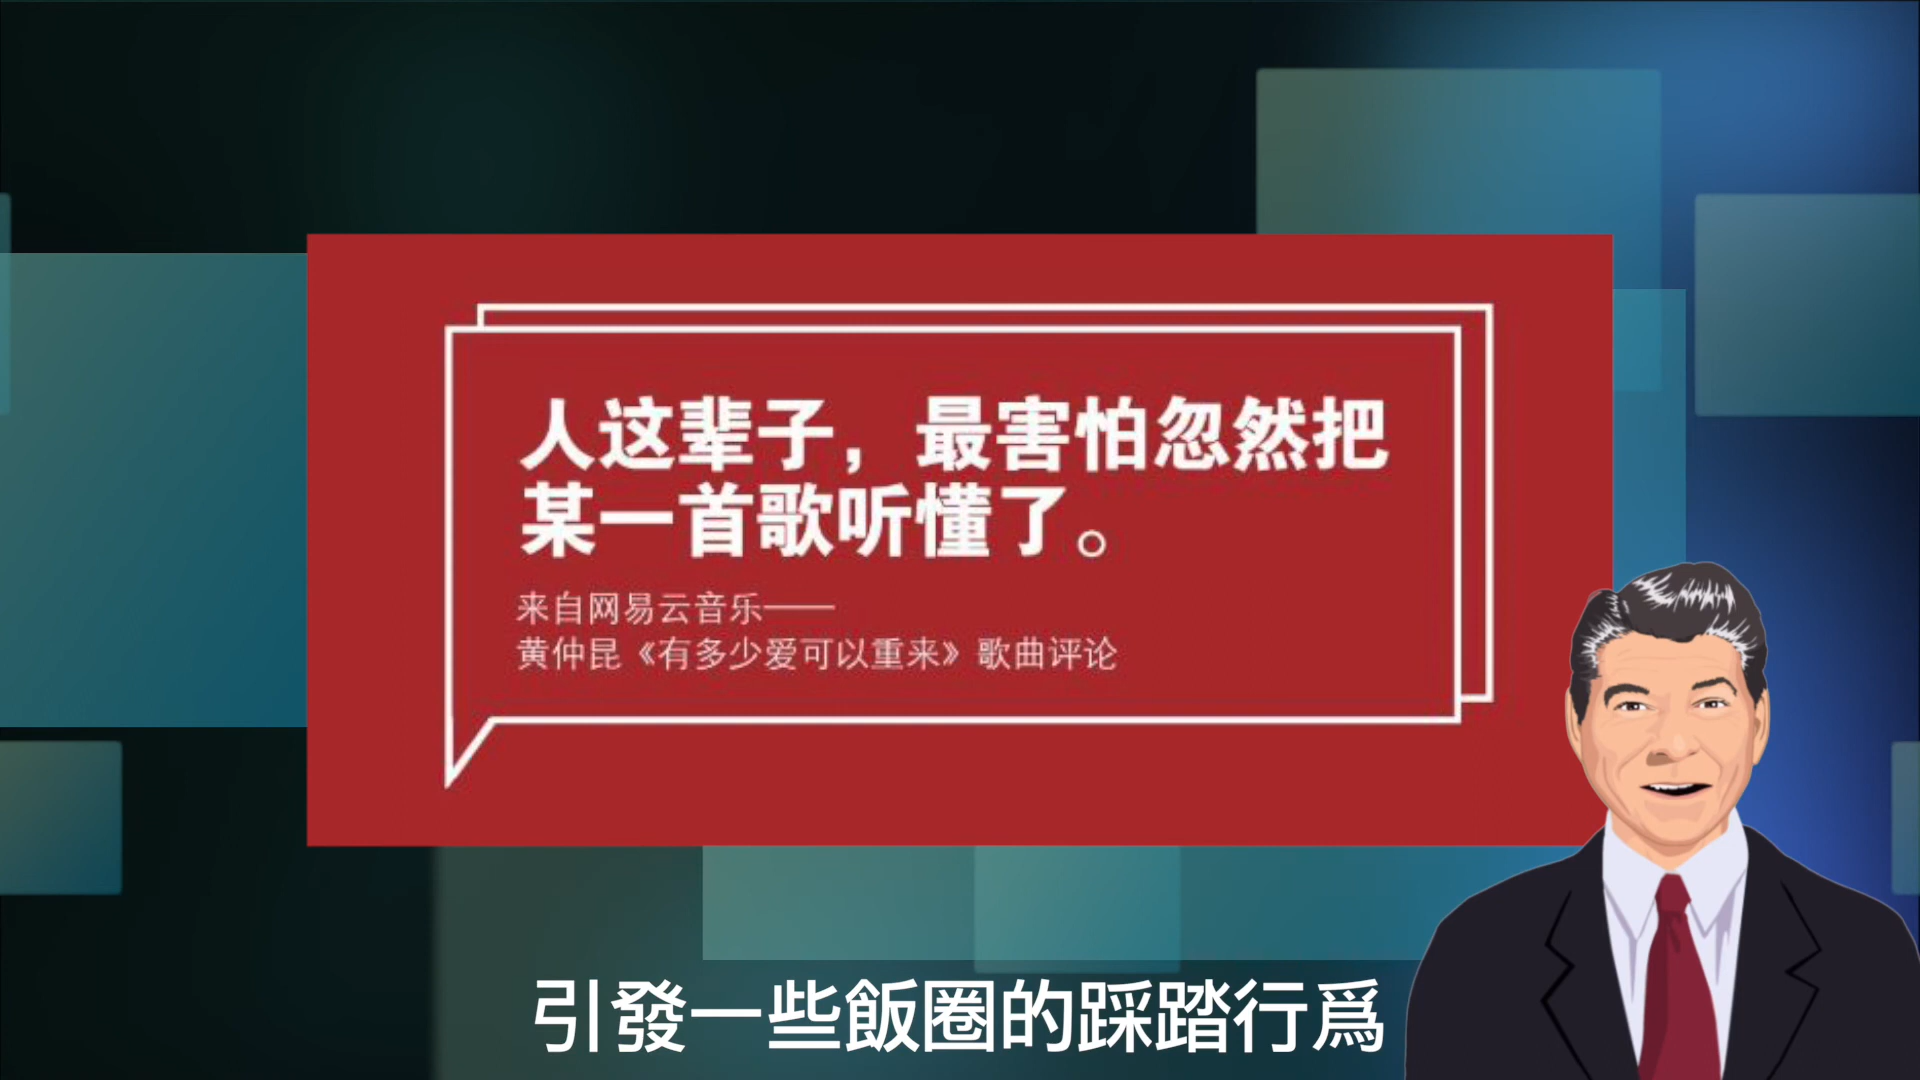 人这辈子，最害怕忽然把
某一首歌听懂了。
来自网易云音乐——
黄仲昆《有多少爱可以重来》歌曲评论
引發一些飯圈的踩踏行爲